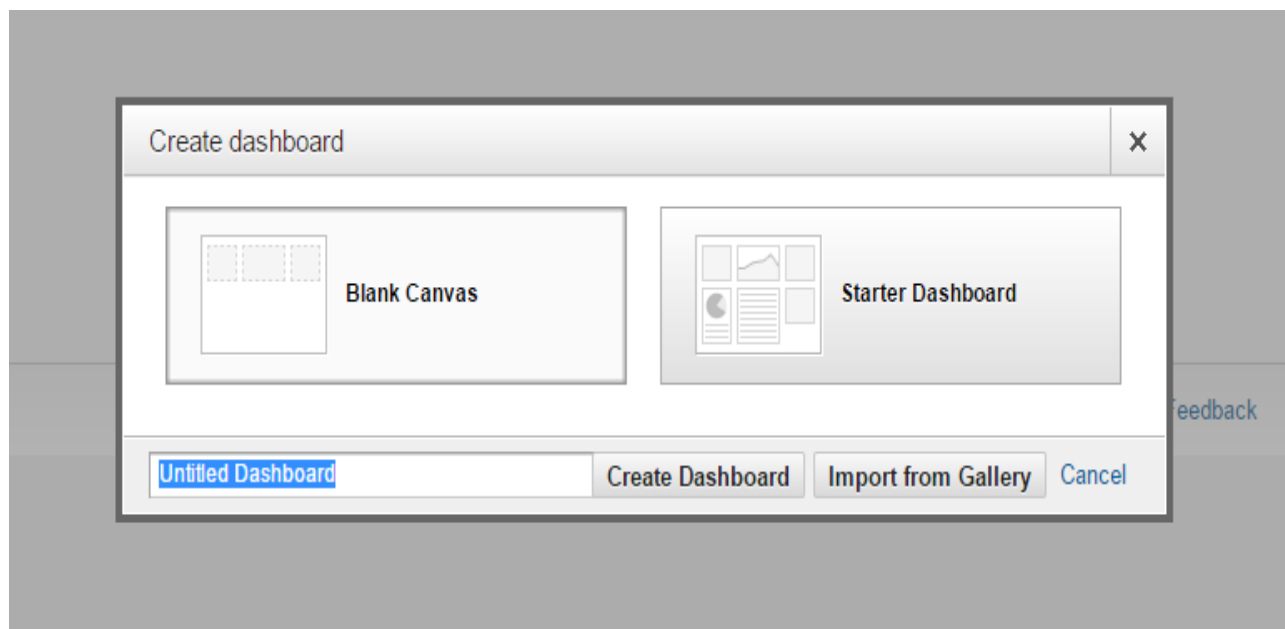 Create dashboard
Blank Canvas
Starter Dashboard
eedback
Untitled Dashboard
Create Dashboard
Import from Gallery
Cancel